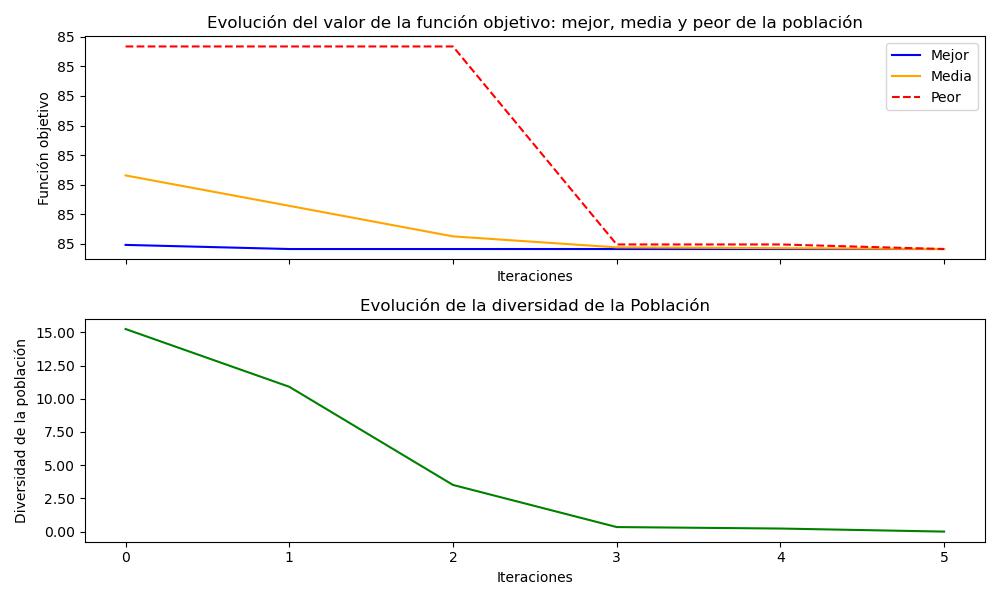 Evolución del valor de la función objetivo: mejor, media y peor de la población
Función objetivo
85
85
85
85
85
85
85
85
Mejor
Media
Peor
Iteraciones
Evolución de la diversidad de la Población
Diversidad de la población
15.00
12.50
10.00
7.50
5.00
2.50
0.00
0 1 2 3 4 5
Iteraciones